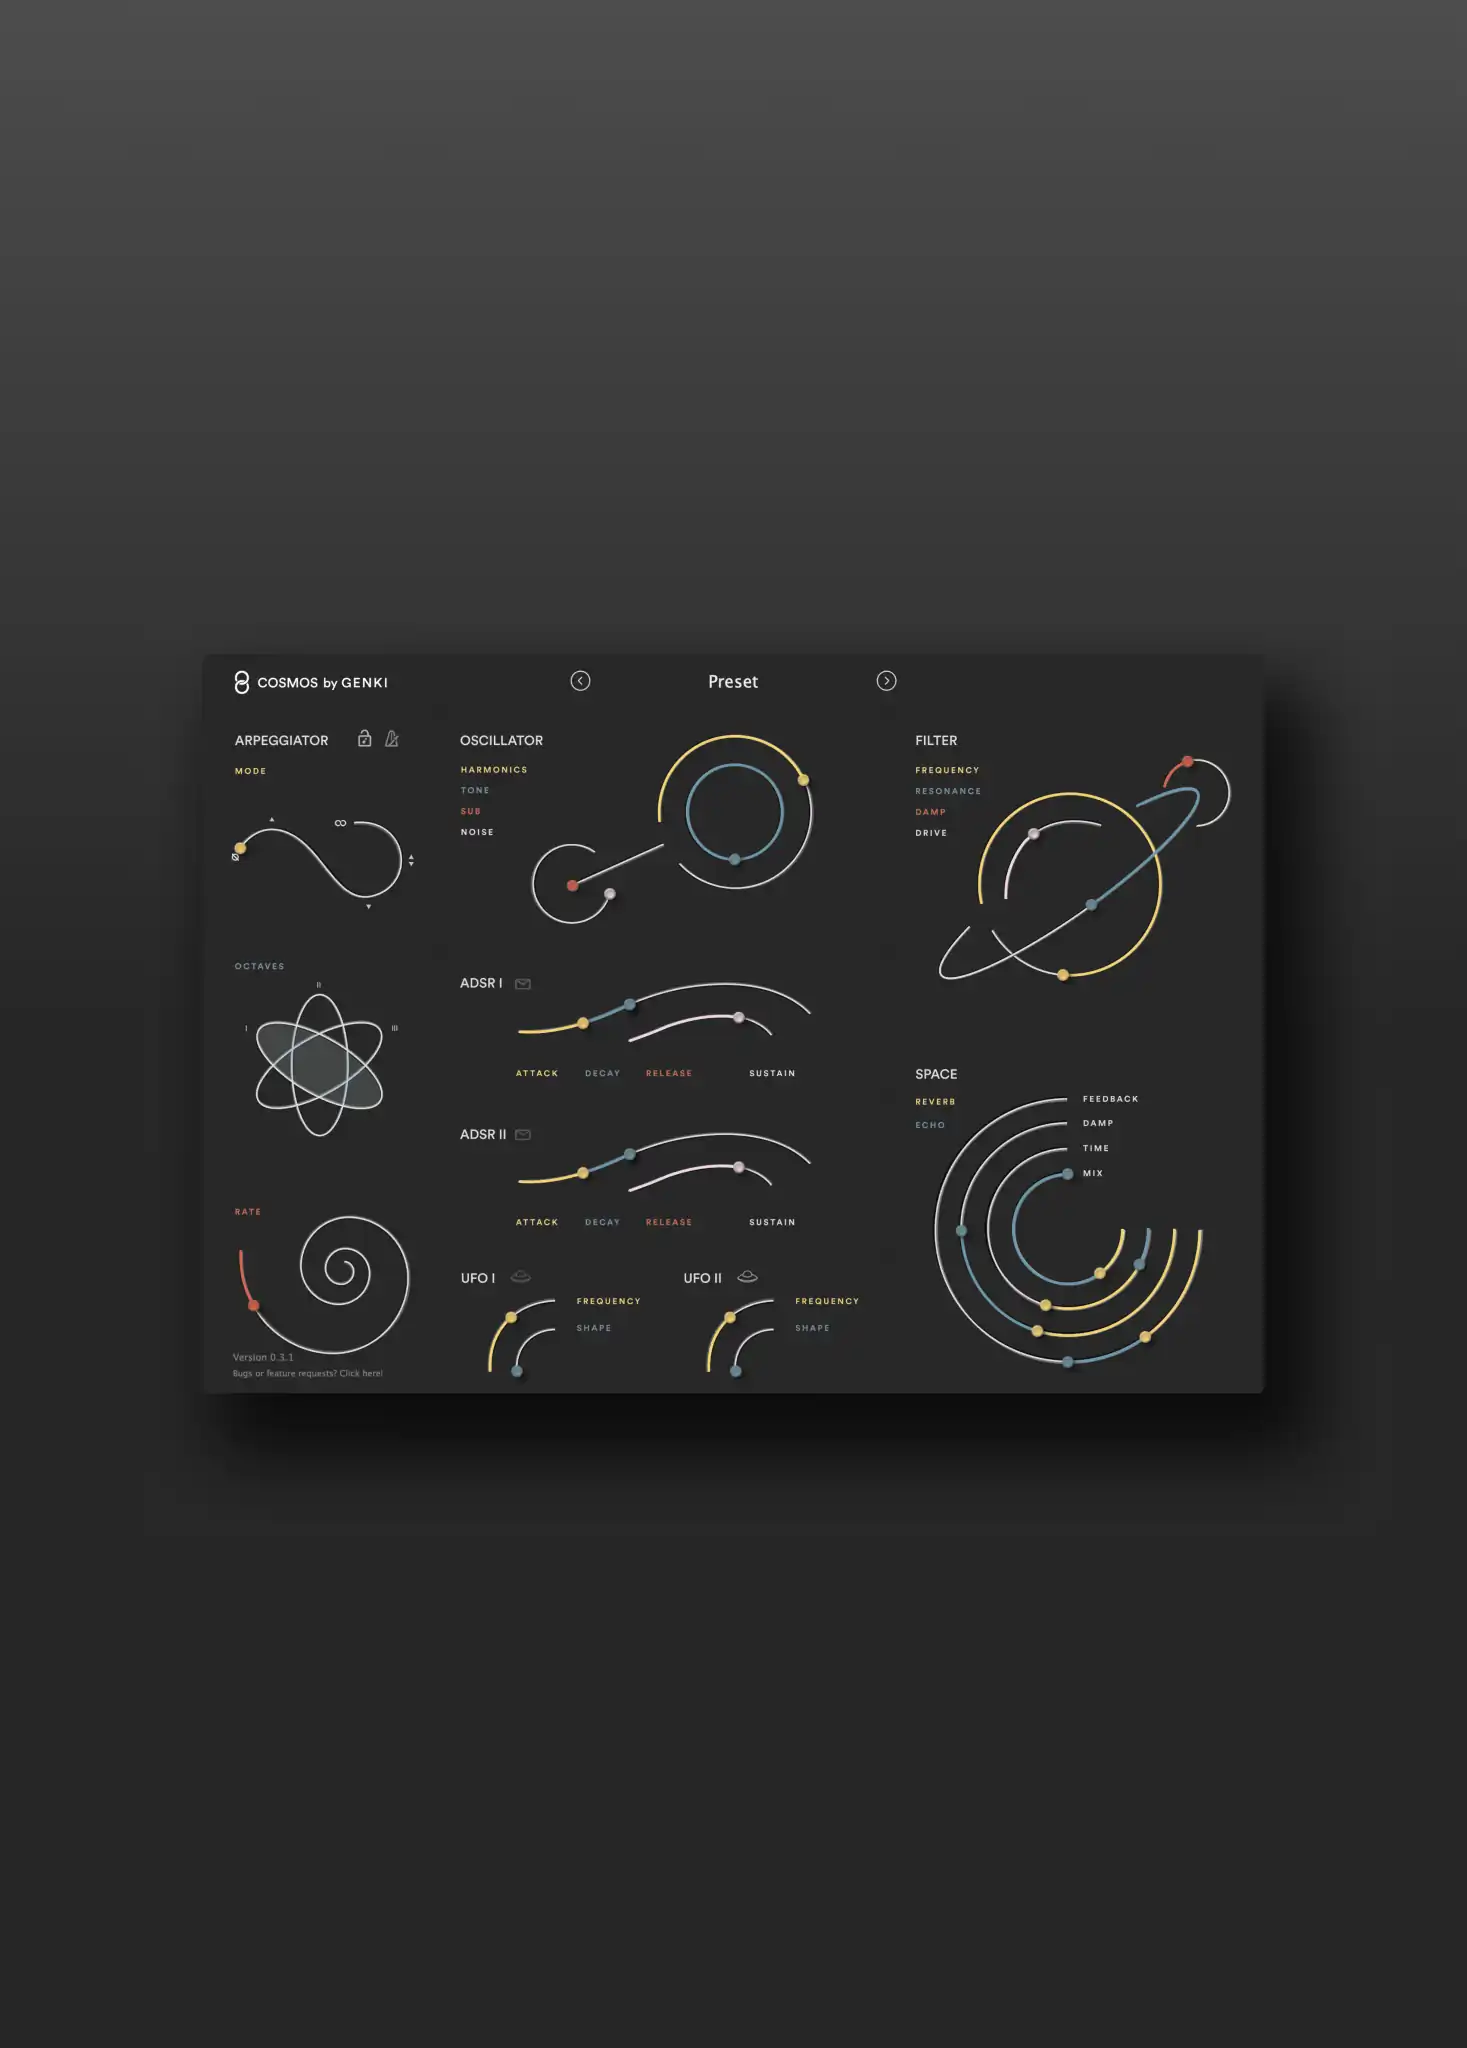 COSMOS by GENKI
Preset
ARPEGGIATOR
MODE
∞
OCTAVES
II
I
III
RATE
Version 0.3.1
Bugs or feature requests? Click here!
OSCILLATOR
HARMONICS
TONE
SUB
NOISE
ADSR I
ATTACK DECAY RELEASE SUSTAIN
ADSR II
ATTACK DECAY RELEASE SUSTAIN
UFO I
FREQUENCY
SHAPE
UFO II
FREQUENCY
SHAPE
FILTER
FREQUENCY
RESONANCE
DAMP
DRIVE
SPACE
REVERB
ECHO
FEEDBACK
DAMP
TIME
MIX